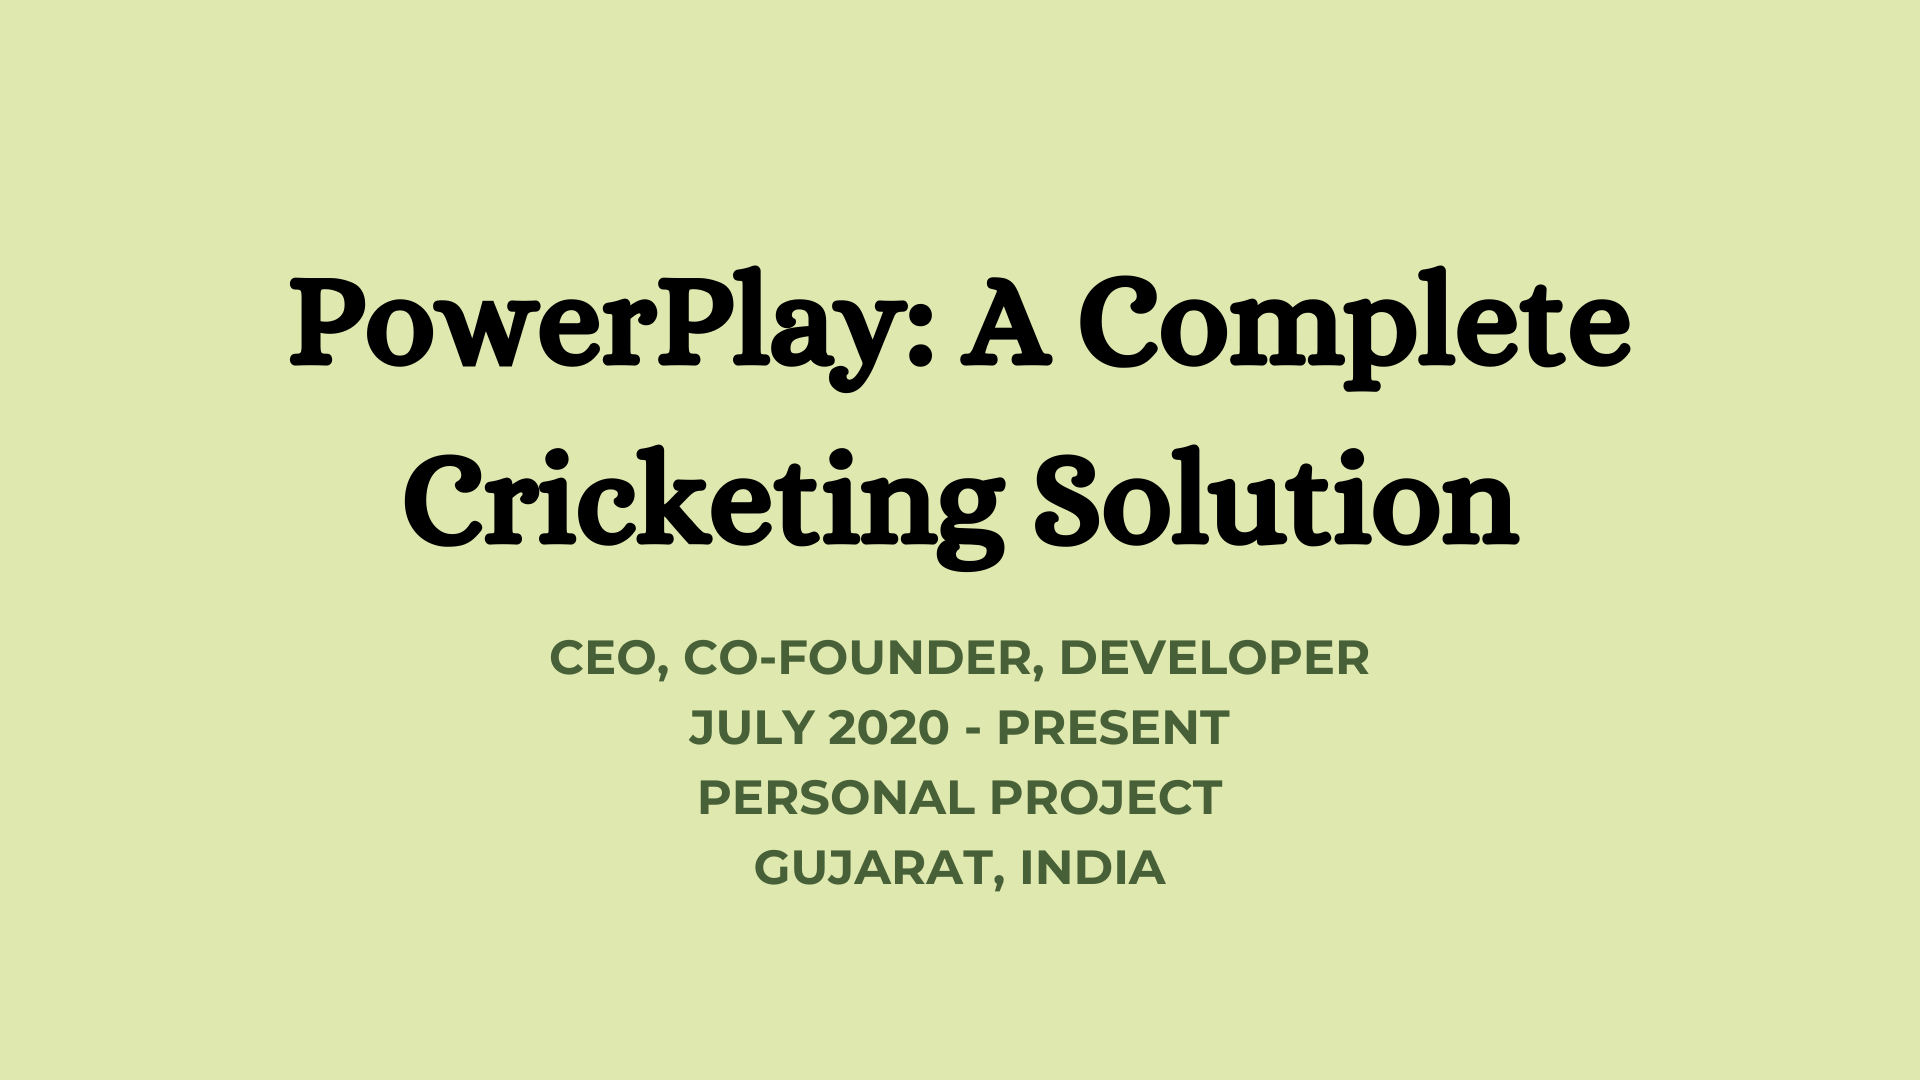 PowerPlay: A Complete
Cricketing Solution
CEO, CO-FOUNDER, DEVELOPER
JULY 2020 - PRESENT
PERSONAL PROJECT
GUJARAT, INDIA